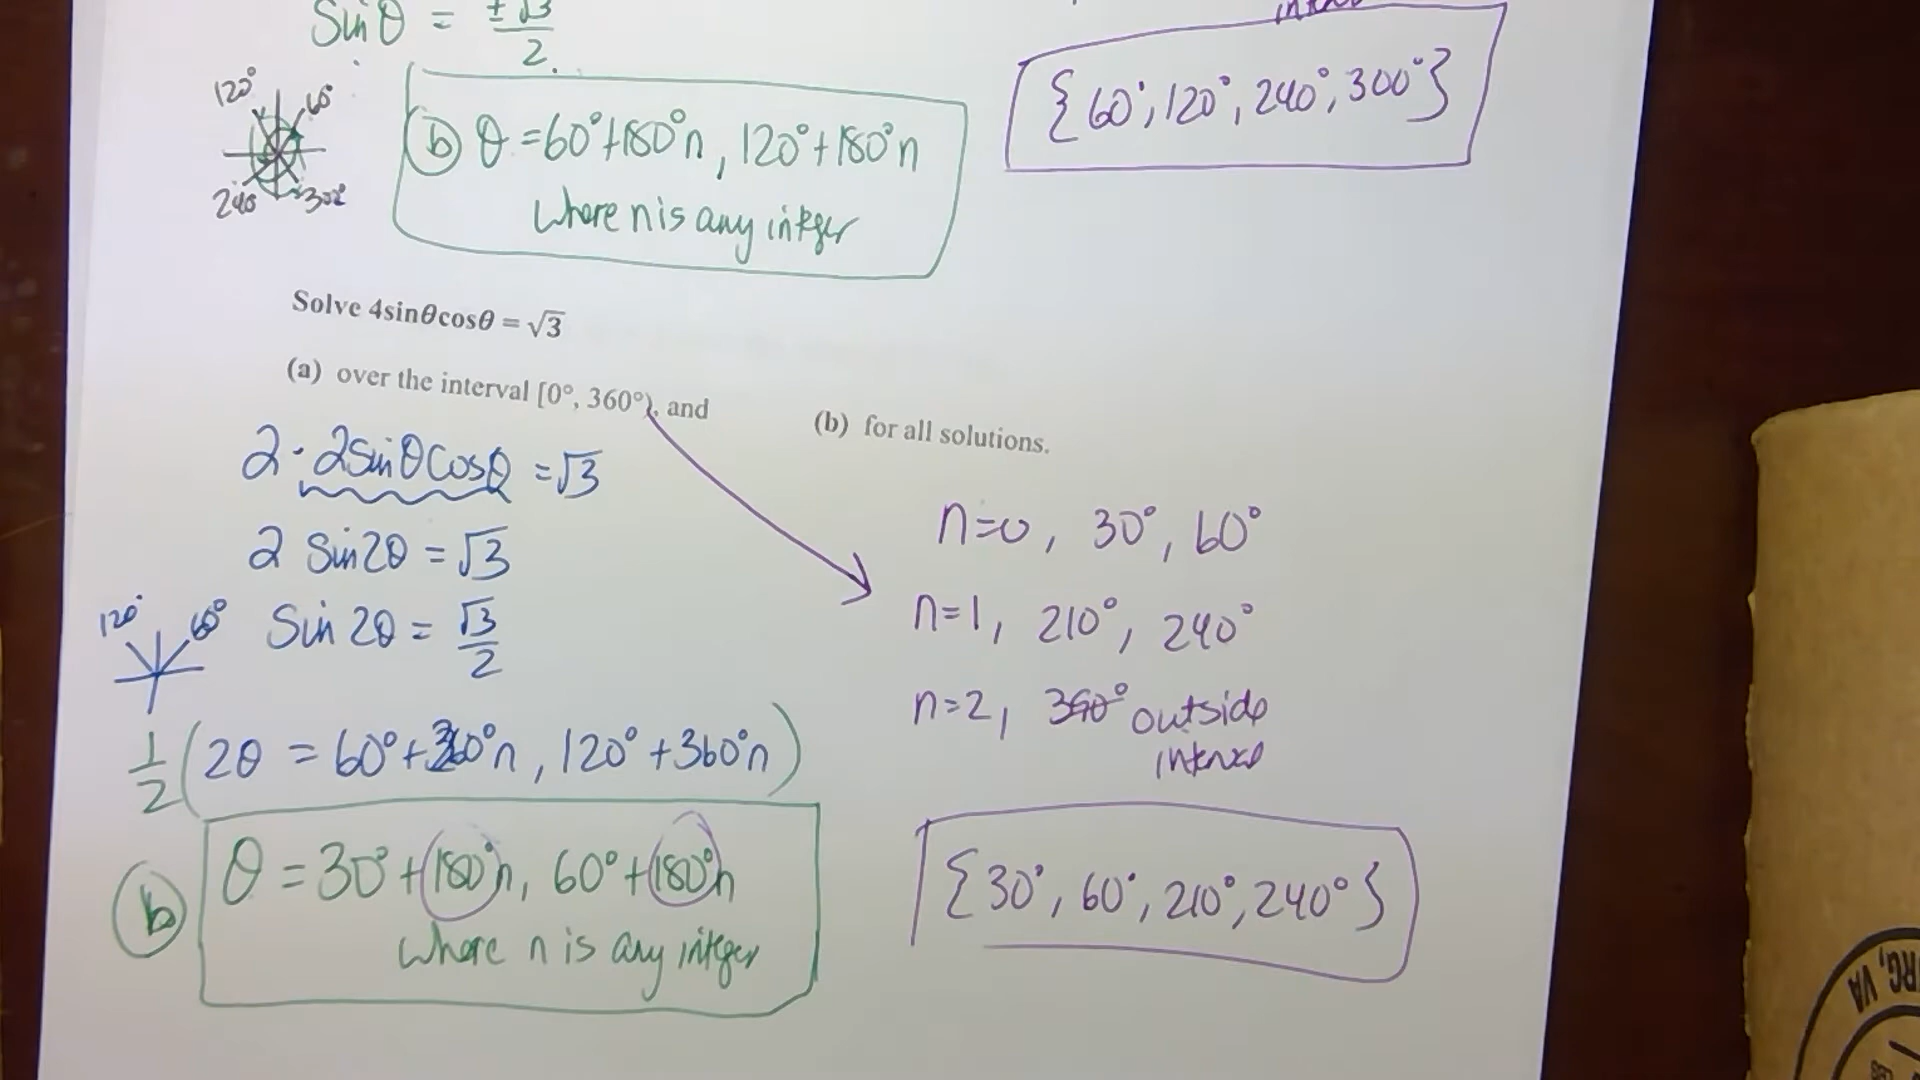 Sinθ = ±√3/2
120° 60°
240 300°
(b) θ = 60°+180°n, 120°+180°n
where n is any integer
{60°, 120°, 240°, 300°}
Solve 4sinθcosθ = √3
(a) over the interval [0°, 360°), and
(b) for all solutions.
2·2SinθCosθ = √3
2 Sin2θ = √3
120° 60°
Sin 2θ = √3/2
1/2 (2θ = 60°+360°n, 120°+360°n)
(b) θ = 30°+180°n, 60°+180°n
where n is any integer
n=0, 30°, 60°
n=1, 210°, 240°
n=2, 390° outside
interval
{30°, 60°, 210°, 240°}
RG, VA